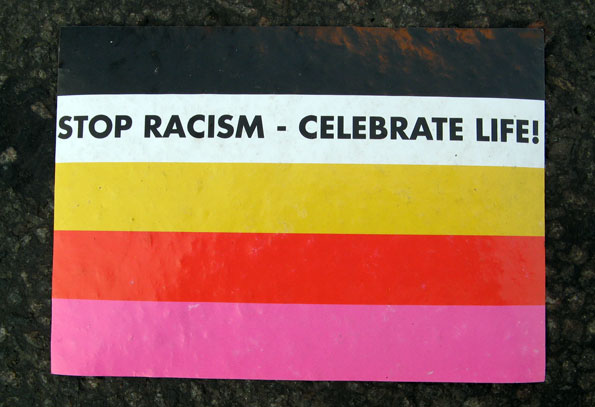 STOP RACISM - CELEBRATE LIFE!